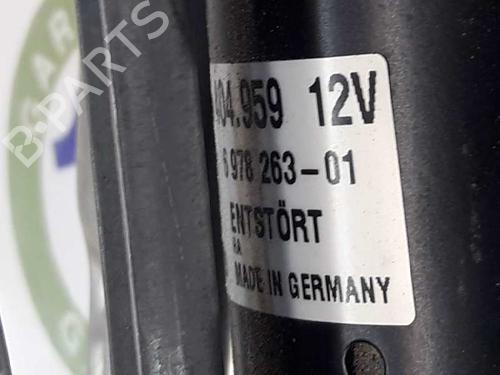 404.959 12V
6 978 263-01
ENTSTÖRT
MADE IN GERMANY
B-PARTS